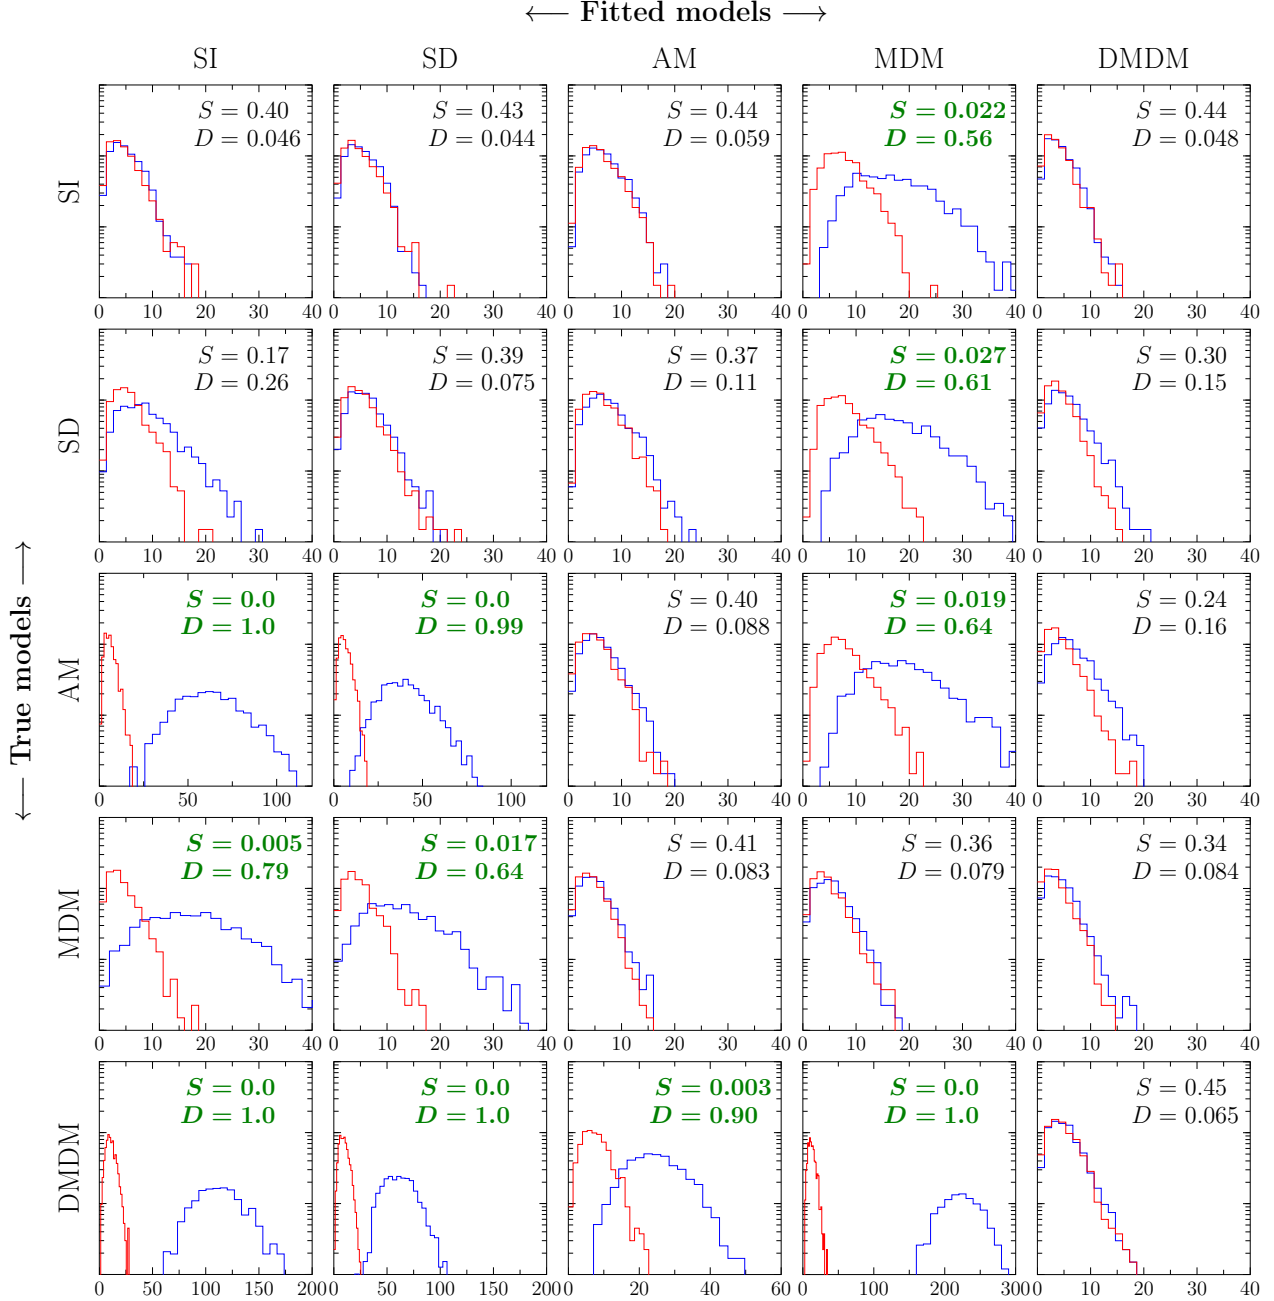 ⟵ Fitted models ⟶
SI SD AM MDM DMDM
S = 0.40 S = 0.43 S = 0.44 S = 0.022 S = 0.44
D = 0.046 D = 0.044 D = 0.059 D = 0.56 D = 0.048
SI
0 10 20 30 40 0 10 20 30 40 0 10 20 30 40 0 10 20 30 40 0 10 20 30 40
S = 0.17 S = 0.39 S = 0.37 S = 0.027 S = 0.30
D = 0.26 D = 0.075 D = 0.11 D = 0.61 D = 0.15
SD
0 10 20 30 40 0 10 20 30 40 0 10 20 30 40 0 10 20 30 40 0 10 20 30 40
⟵ True models ⟶
S = 0.0 S = 0.0 S = 0.40 S = 0.019 S = 0.24
D = 1.0 D = 0.99 D = 0.088 D = 0.64 D = 0.16
AM
0 50 100 0 50 100 0 10 20 30 40 0 10 20 30 40 0 10 20 30 40
S = 0.005 S = 0.017 S = 0.41 S = 0.36 S = 0.34
D = 0.79 D = 0.64 D = 0.083 D = 0.079 D = 0.084
MDM
0 10 20 30 40 0 10 20 30 40 0 10 20 30 40 0 10 20 30 40 0 10 20 30 40
S = 0.0 S = 0.0 S = 0.003 S = 0.0 S = 0.45
D = 1.0 D = 1.0 D = 0.90 D = 1.0 D = 0.065
DMDM
0 50 100 150 200 0 50 100 150 200 0 20 40 60 0 100 200 300 0 10 20 30 40